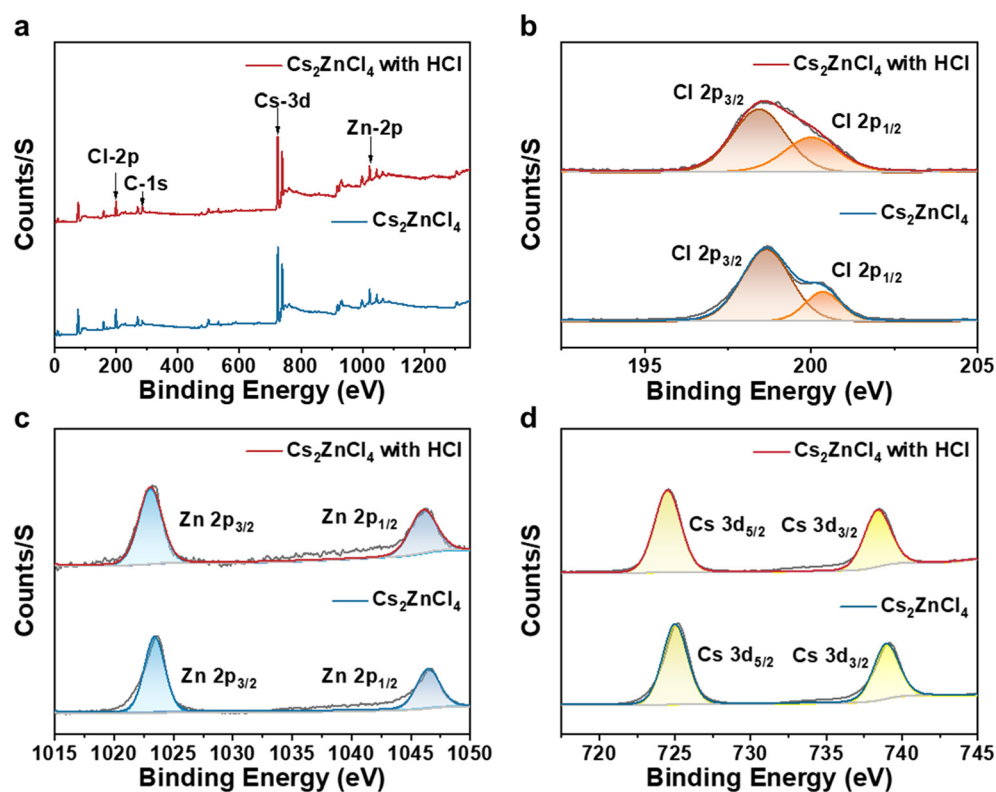 a
Cs₂ZnCl₄ with HCl
Cs-3d
Zn-2p
Cl-2p
C-1s
Cs₂ZnCl₄
Counts/S
0 200 400 600 800 1000 1200
Binding Energy (eV)
b
Cs₂ZnCl₄ with HCl
Cl 2p₃/₂
Cl 2p₁/₂
Cs₂ZnCl₄
Cl 2p₃/₂
Cl 2p₁/₂
Counts/S
195 200 205
Binding Energy (eV)
c
Cs₂ZnCl₄ with HCl
Zn 2p₃/₂ Zn 2p₁/₂
Cs₂ZnCl₄
Zn 2p₃/₂ Zn 2p₁/₂
Counts/S
1015 1020 1025 1030 1035 1040 1045 1050
Binding Energy (eV)
d
Cs₂ZnCl₄ with HCl
Cs 3d₅/₂ Cs 3d₃/₂
Cs₂ZnCl₄
Cs 3d₅/₂ Cs 3d₃/₂
Counts/S
720 725 730 735 740 745
Binding Energy (eV)